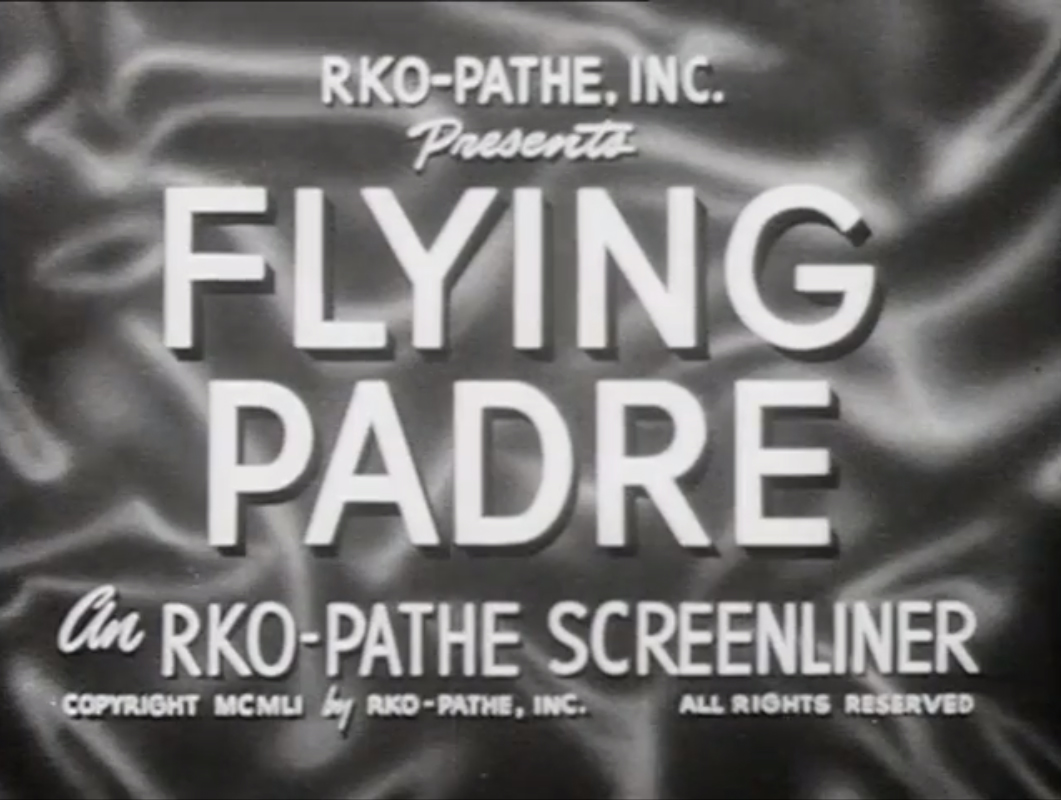 RKO-PATHE, INC.
Presents
FLYING
PADRE
An RKO-PATHE SCREENLINER
COPYRIGHT MCMLI by RKO-PATHE, INC. ALL RIGHTS RESERVED